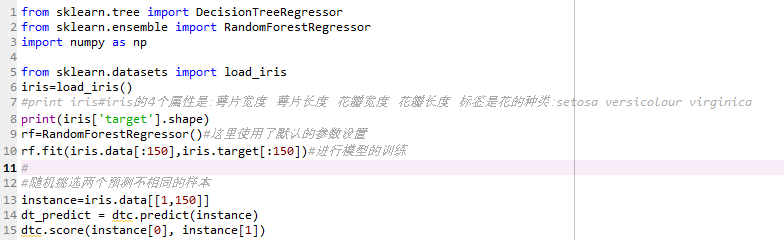 1 from sklearn.tree import DecisionTreeRegressor
2 from sklearn.ensemble import RandomForestRegressor
3 import numpy as np
4
5 from sklearn.datasets import load_iris
6 iris=load_iris()
7 #print iris#iris的4个属性是:萼片宽度 萼片长度 花瓣宽度 花瓣长度 标签是花的种类:setosa versicolour virginica
8 print(iris['target'].shape)
9 rf=RandomForestRegressor()#这里使用了默认的参数设置
10 rf.fit(iris.data[:150],iris.target[:150])#进行模型的训练
11 #
12 #随机挑选两个预测不相同的样本
13 instance=iris.data[[1,150]]
14 dt_predict = dtc.predict(instance)
15 dtc.score(instance[0], instance[1])